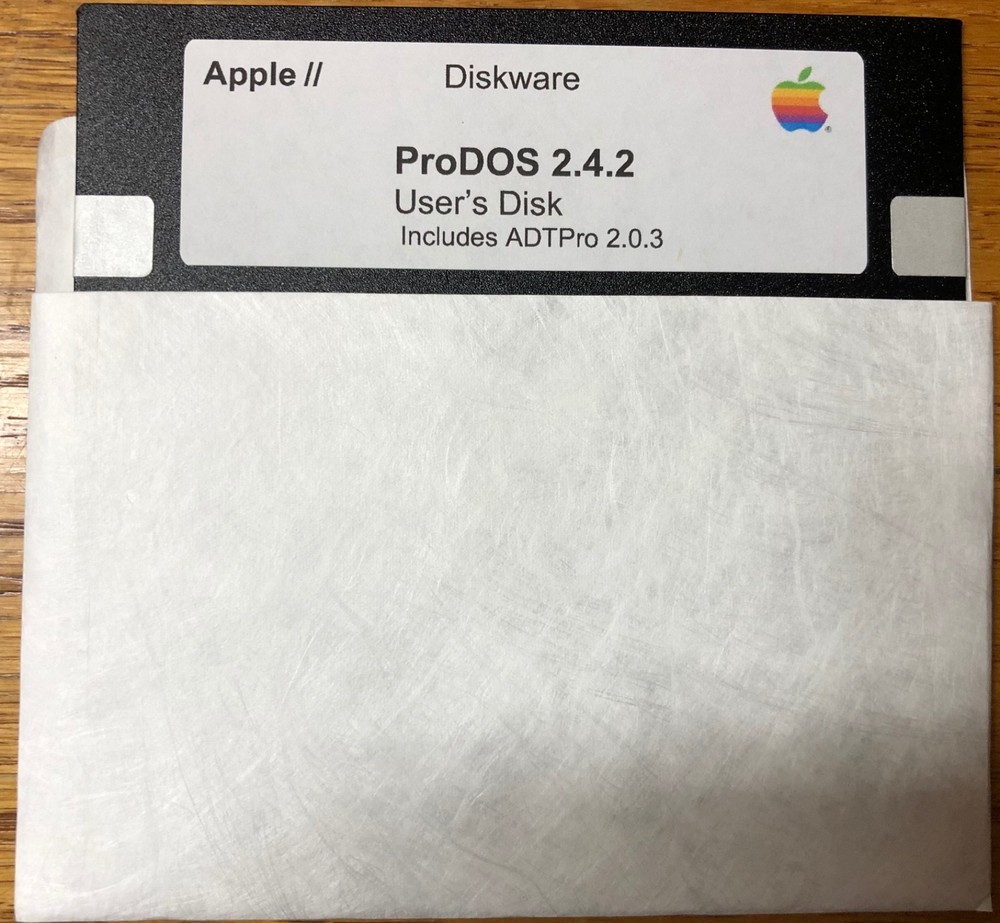 Apple // Diskware
ProDOS 2.4.2
User's Disk
Includes ADTPro 2.0.3
®